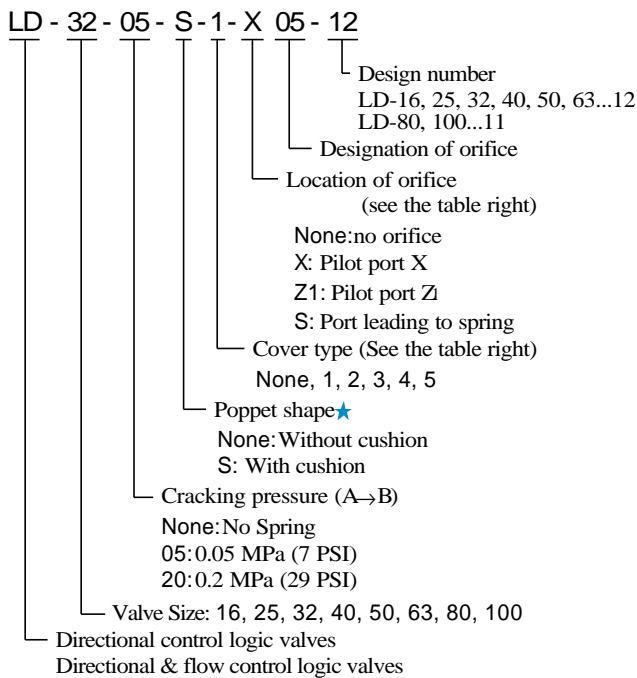 LD - 32 - 05 - S - 1 - X 05 - 12
Design number
LD-16, 25, 32, 40, 50, 63...12
LD-80, 100...11
Designation of orifice
Location of orifice
(see the table right)
None:no orifice
X: Pilot port X
Z1: Pilot port Z1
S: Port leading to spring
Cover type (See the table right)
None, 1, 2, 3, 4, 5
Poppet shape★
None:Without cushion
S: With cushion
Cracking pressure (A→B)
None:No Spring
05:0.05 MPa (7 PSI)
20:0.2 MPa (29 PSI)
Valve Size: 16, 25, 32, 40, 50, 63, 80, 100
Directional control logic valves
Directional & flow control logic valves